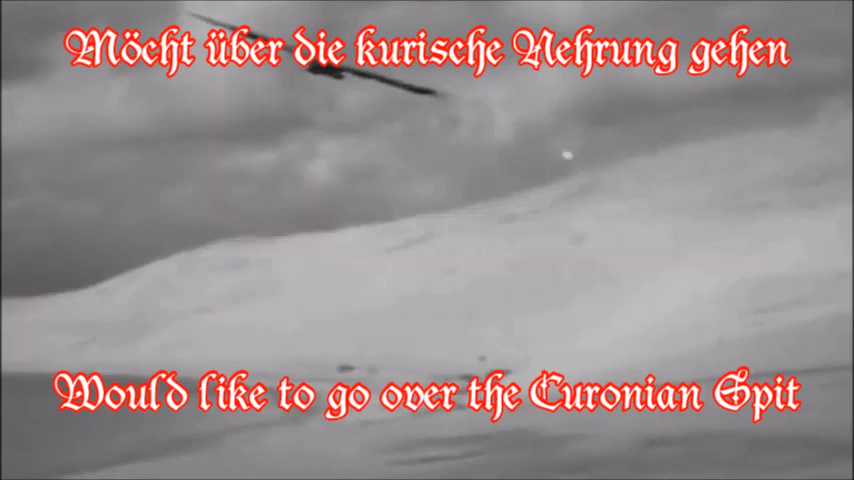 Möcht über die kurische Nehrung gehen
Would like to go over the Curonian Spit